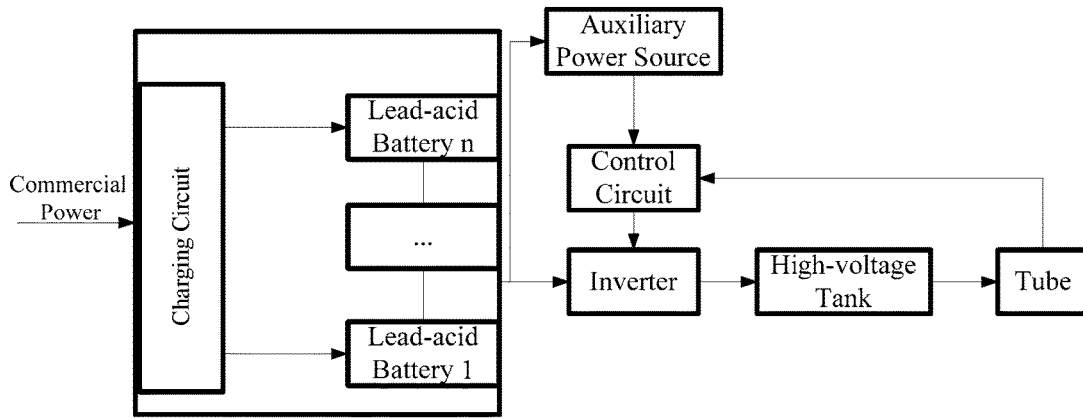 Commercial
Power
Charging Circuit
Lead-acid
Battery n
...
Lead-acid
Battery 1
Auxiliary
Power Source
Control
Circuit
Inverter
High-voltage
Tank
Tube